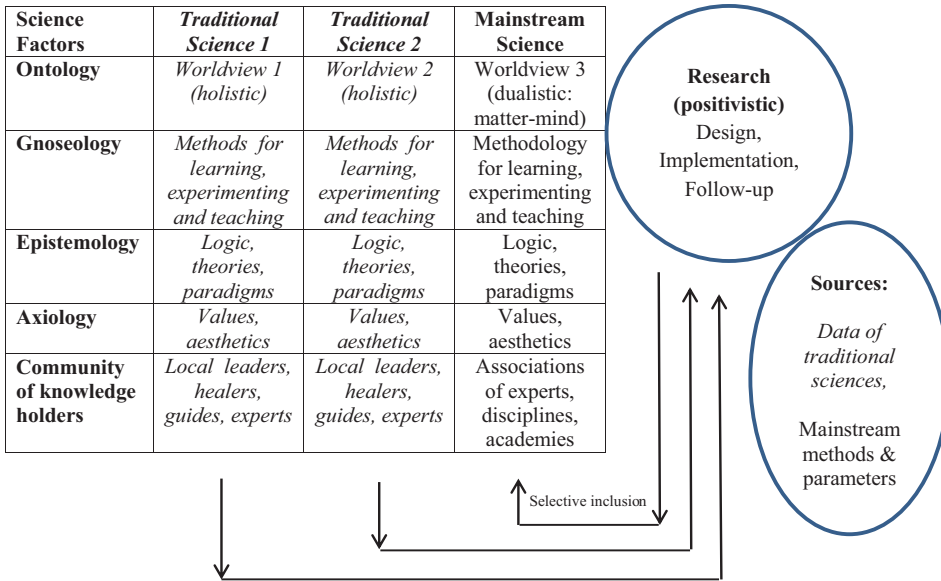 Science Factors
Traditional Science 1
Traditional Science 2
Mainstream Science
Ontology
Worldview 1
(holistic)
Worldview 2
(holistic)
Worldview 3
(dualistic:
matter-mind)
Gnoseology
Methods for
learning,
experimenting
and teaching
Methods for
learning,
experimenting
and teaching
Methodology
for learning,
experimenting
and teaching
Epistemology
Logic,
theories,
paradigms
Logic,
theories,
paradigms
Logic,
theories,
paradigms
Axiology
Values,
aesthetics
Values,
aesthetics
Values,
aesthetics
Community
of knowledge
holders
Local leaders,
healers,
guides, experts
Local leaders,
healers,
guides, experts
Associations
of experts,
disciplines,
academies
Research
(positivistic)
Design,
Implementation,
Follow-up
Sources:
Data of
traditional
sciences,
Mainstream
methods &
parameters
Selective inclusion